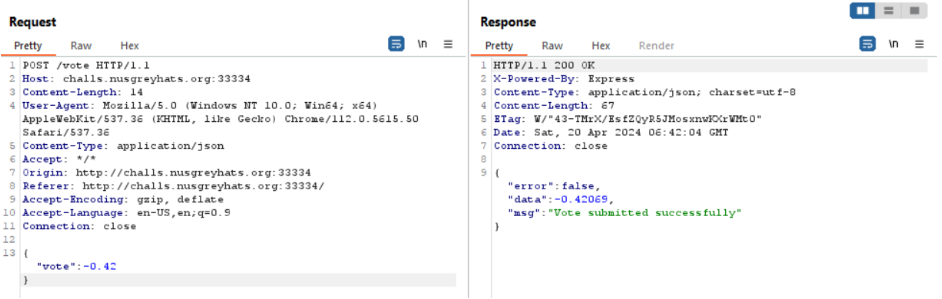 Request
Pretty Raw Hex \n
1 POST /vote HTTP/1.1
2 Host: challs.nusgreyhats.org:33334
3 Content-Length: 14
4 User-Agent: Mozilla/5.0 (Windows NT 10.0; Win64; x64)
AppleWebKit/537.36 (KHTML, like Gecko) Chrome/112.0.5615.50
Safari/537.36
5 Content-Type: application/json
6 Accept: */*
7 Origin: http://challs.nusgreyhats.org:33334
8 Referer: http://challs.nusgreyhats.org:33334/
9 Accept-Encoding: gzip, deflate
10 Accept-Language: en-US,en;q=0.9
11 Connection: close
12
13 {
"vote":-0.42
}
Response
Pretty Raw Hex Render \n
1 HTTP/1.1 200 OK
2 X-Powered-By: Express
3 Content-Type: application/json; charset=utf-8
4 Content-Length: 67
5 ETag: W/"43-TMrX/EsfZQyR5JMosxnwKXrWMt0"
6 Date: Sat, 20 Apr 2024 06:42:04 GMT
7 Connection: close
8
9 {
"error":false,
"data":-0.42069,
"msg":"Vote submitted successfully"
}